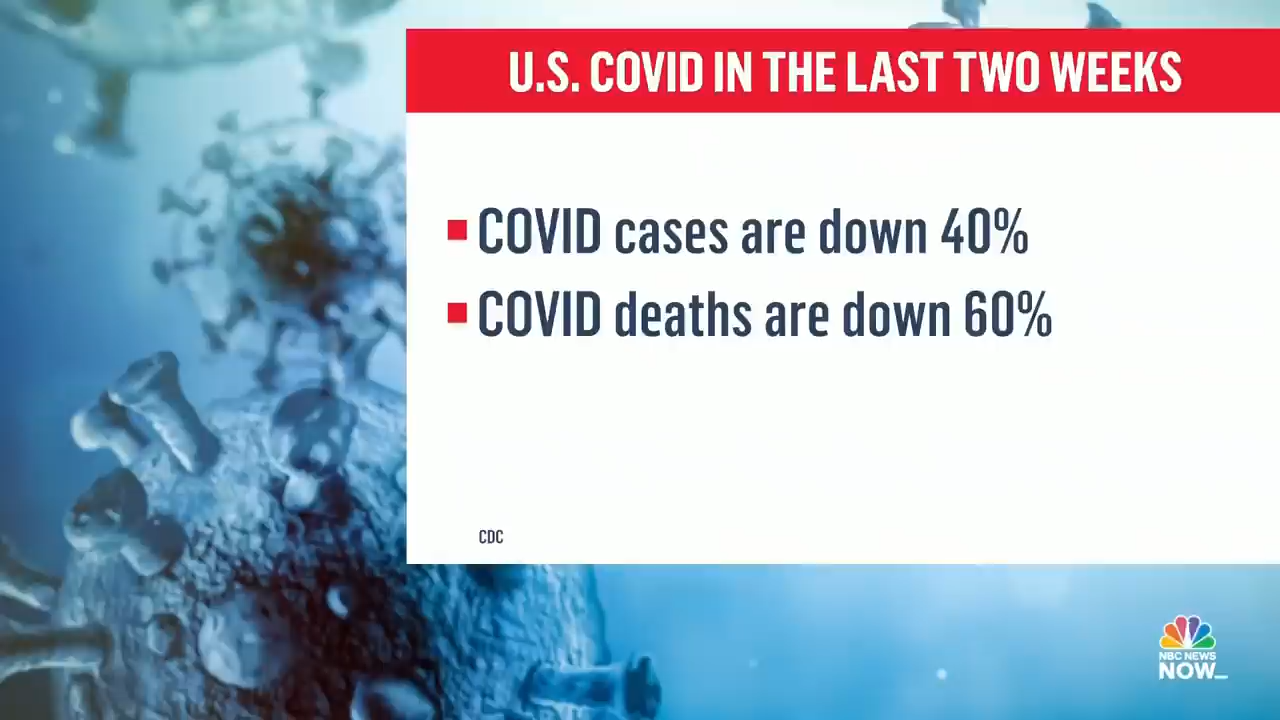 U.S. COVID IN THE LAST TWO WEEKS
COVID cases are down 40%
COVID deaths are down 60%
CDC
NBC NEWS
NOW_